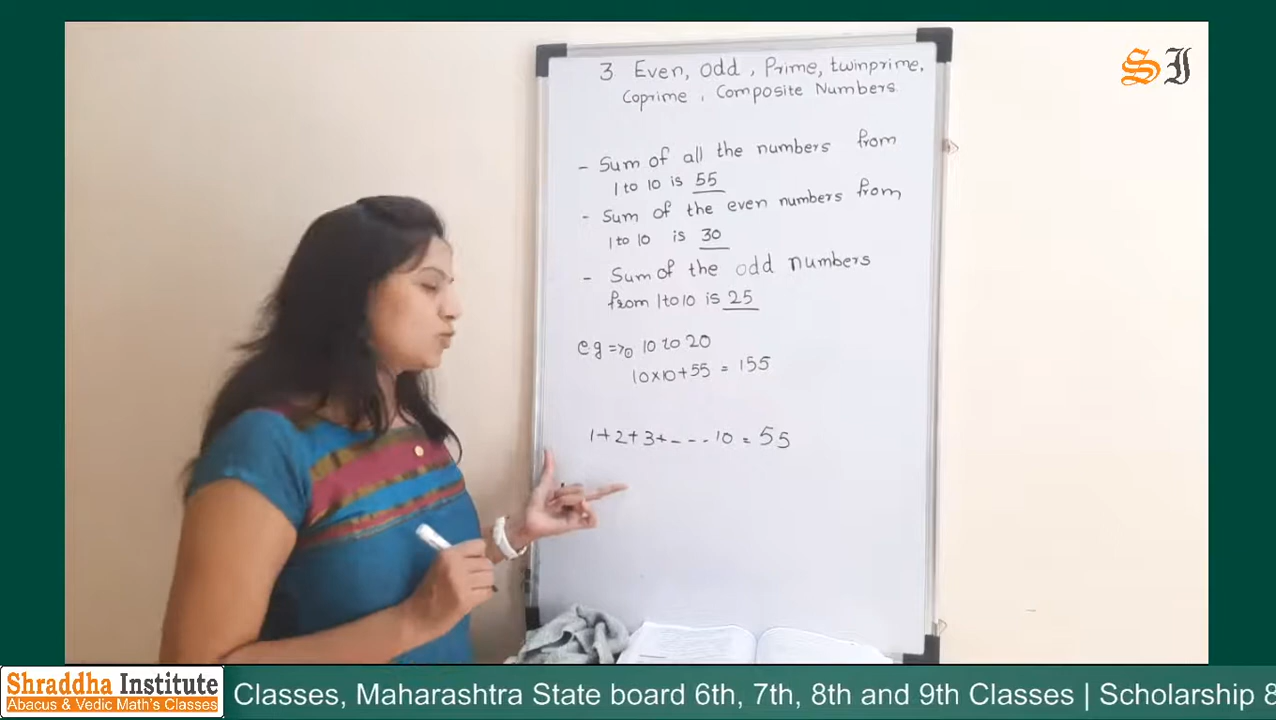 SI
3 Even, odd, Prime, twinprime,
Coprime, Composite Numbers
- Sum of all the numbers from
1 to 10 is 55
- Sum of the even numbers from
1 to 10 is 30
- Sum of the odd numbers
from 1 to 10 is 25
eg => 10 to 20
10x10+55 = 155
1+2+3+---- 10 = 55
Shraddha Institute
Abacus & Vedic Math's Classes
Classes, Maharashtra State board 6th, 7th, 8th and 9th Classes | Scholarship 8